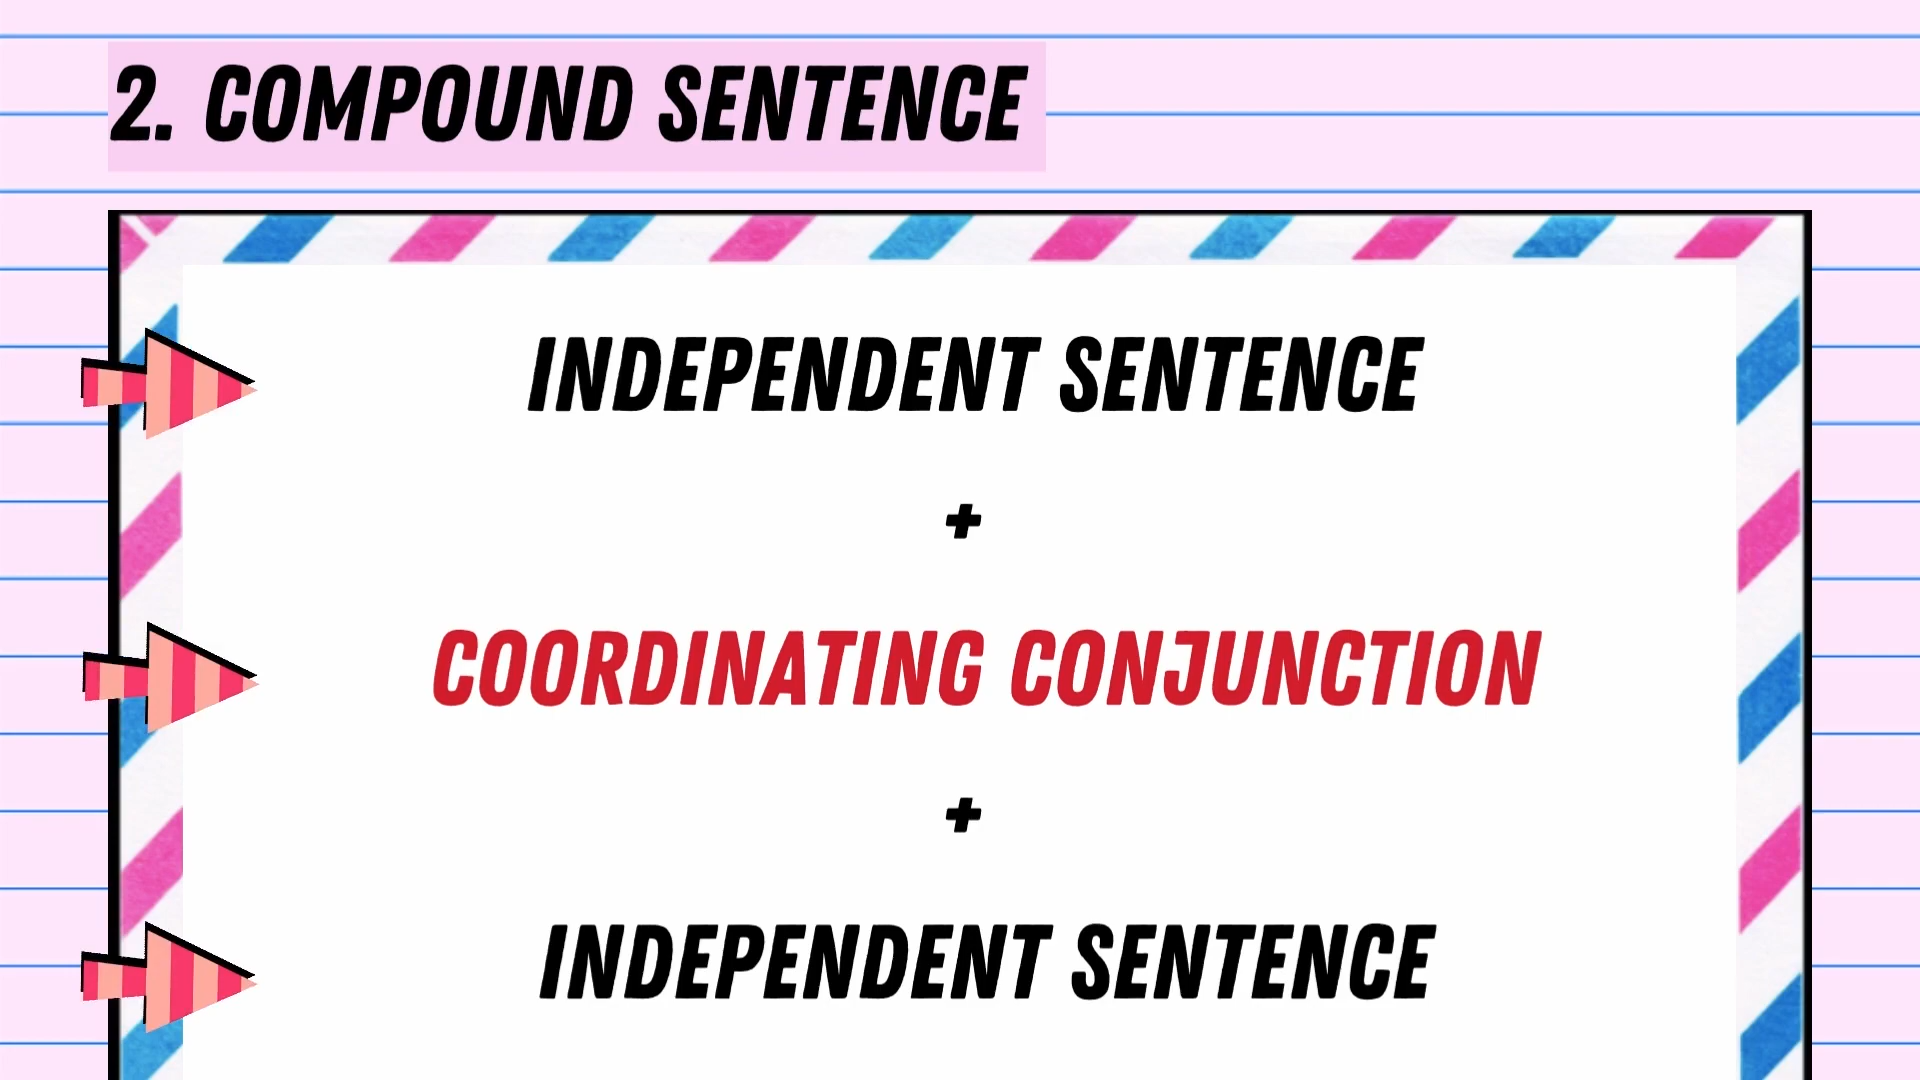 2. COMPOUND SENTENCE
INDEPENDENT SENTENCE
+
COORDINATING CONJUNCTION
+
INDEPENDENT SENTENCE